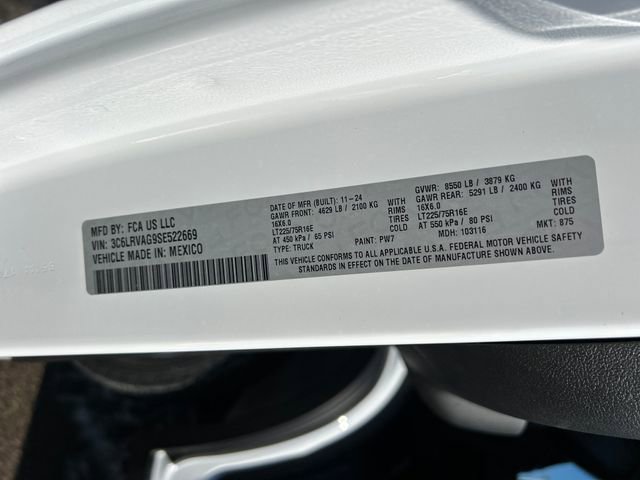 MFD BY: FCA US LLC
VIN: 3C6LRVAG9SE522669
VEHICLE MADE IN: MEXICO
DATE OF MFR (BUILT): 11-24
GAWR FRONT: 4629 LB / 2100 KG
16X6.0 WITH
LT225/75R16E TIRES
AT 450 kPa / 65 PSI COLD
TYPE: TRUCK PAINT: PW7
GVWR: 8550 LB / 3879 KG
GAWR REAR: 5291 LB / 2400 KG
16X6.0 WITH
LT225/75R16E TIRES
AT 550 kPa / 80 PSI COLD
MDH: 103116 MKT: 875
THIS VEHICLE CONFORMS TO ALL APPLICABLE U.S.A. FEDERAL MOTOR VEHICLE SAFETY
STANDARDS IN EFFECT ON THE DATE OF MANUFACTURE SHOWN ABOVE.